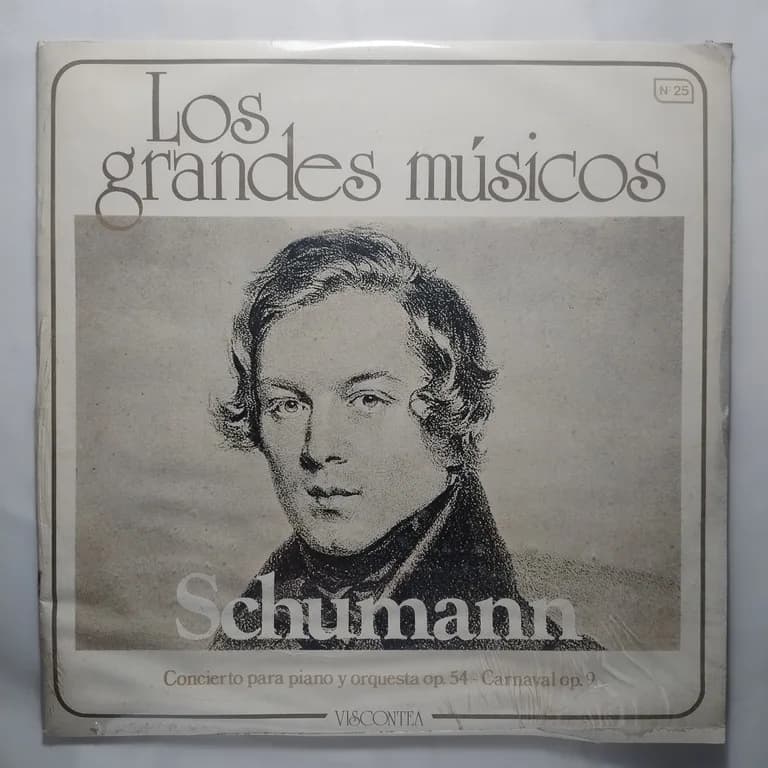 Nº 25
Los
grandes músicos
Schumann
Concierto para piano y orquesta op. 54 - Carnaval op. 9
VISCONTEA